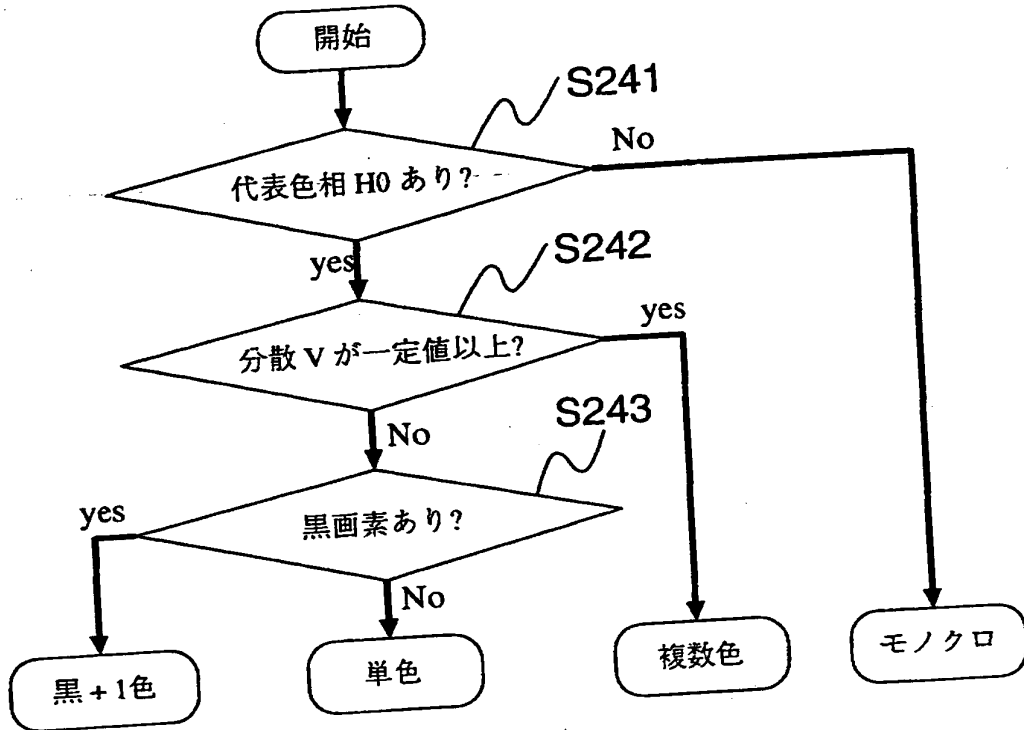 開始
S241
No
代表色相 H0 あり?
yes
S242
yes
分散 V が一定値以上?
No
S243
yes
黒画素あり?
No
黒 + 1色
単色
複数色
モノクロ